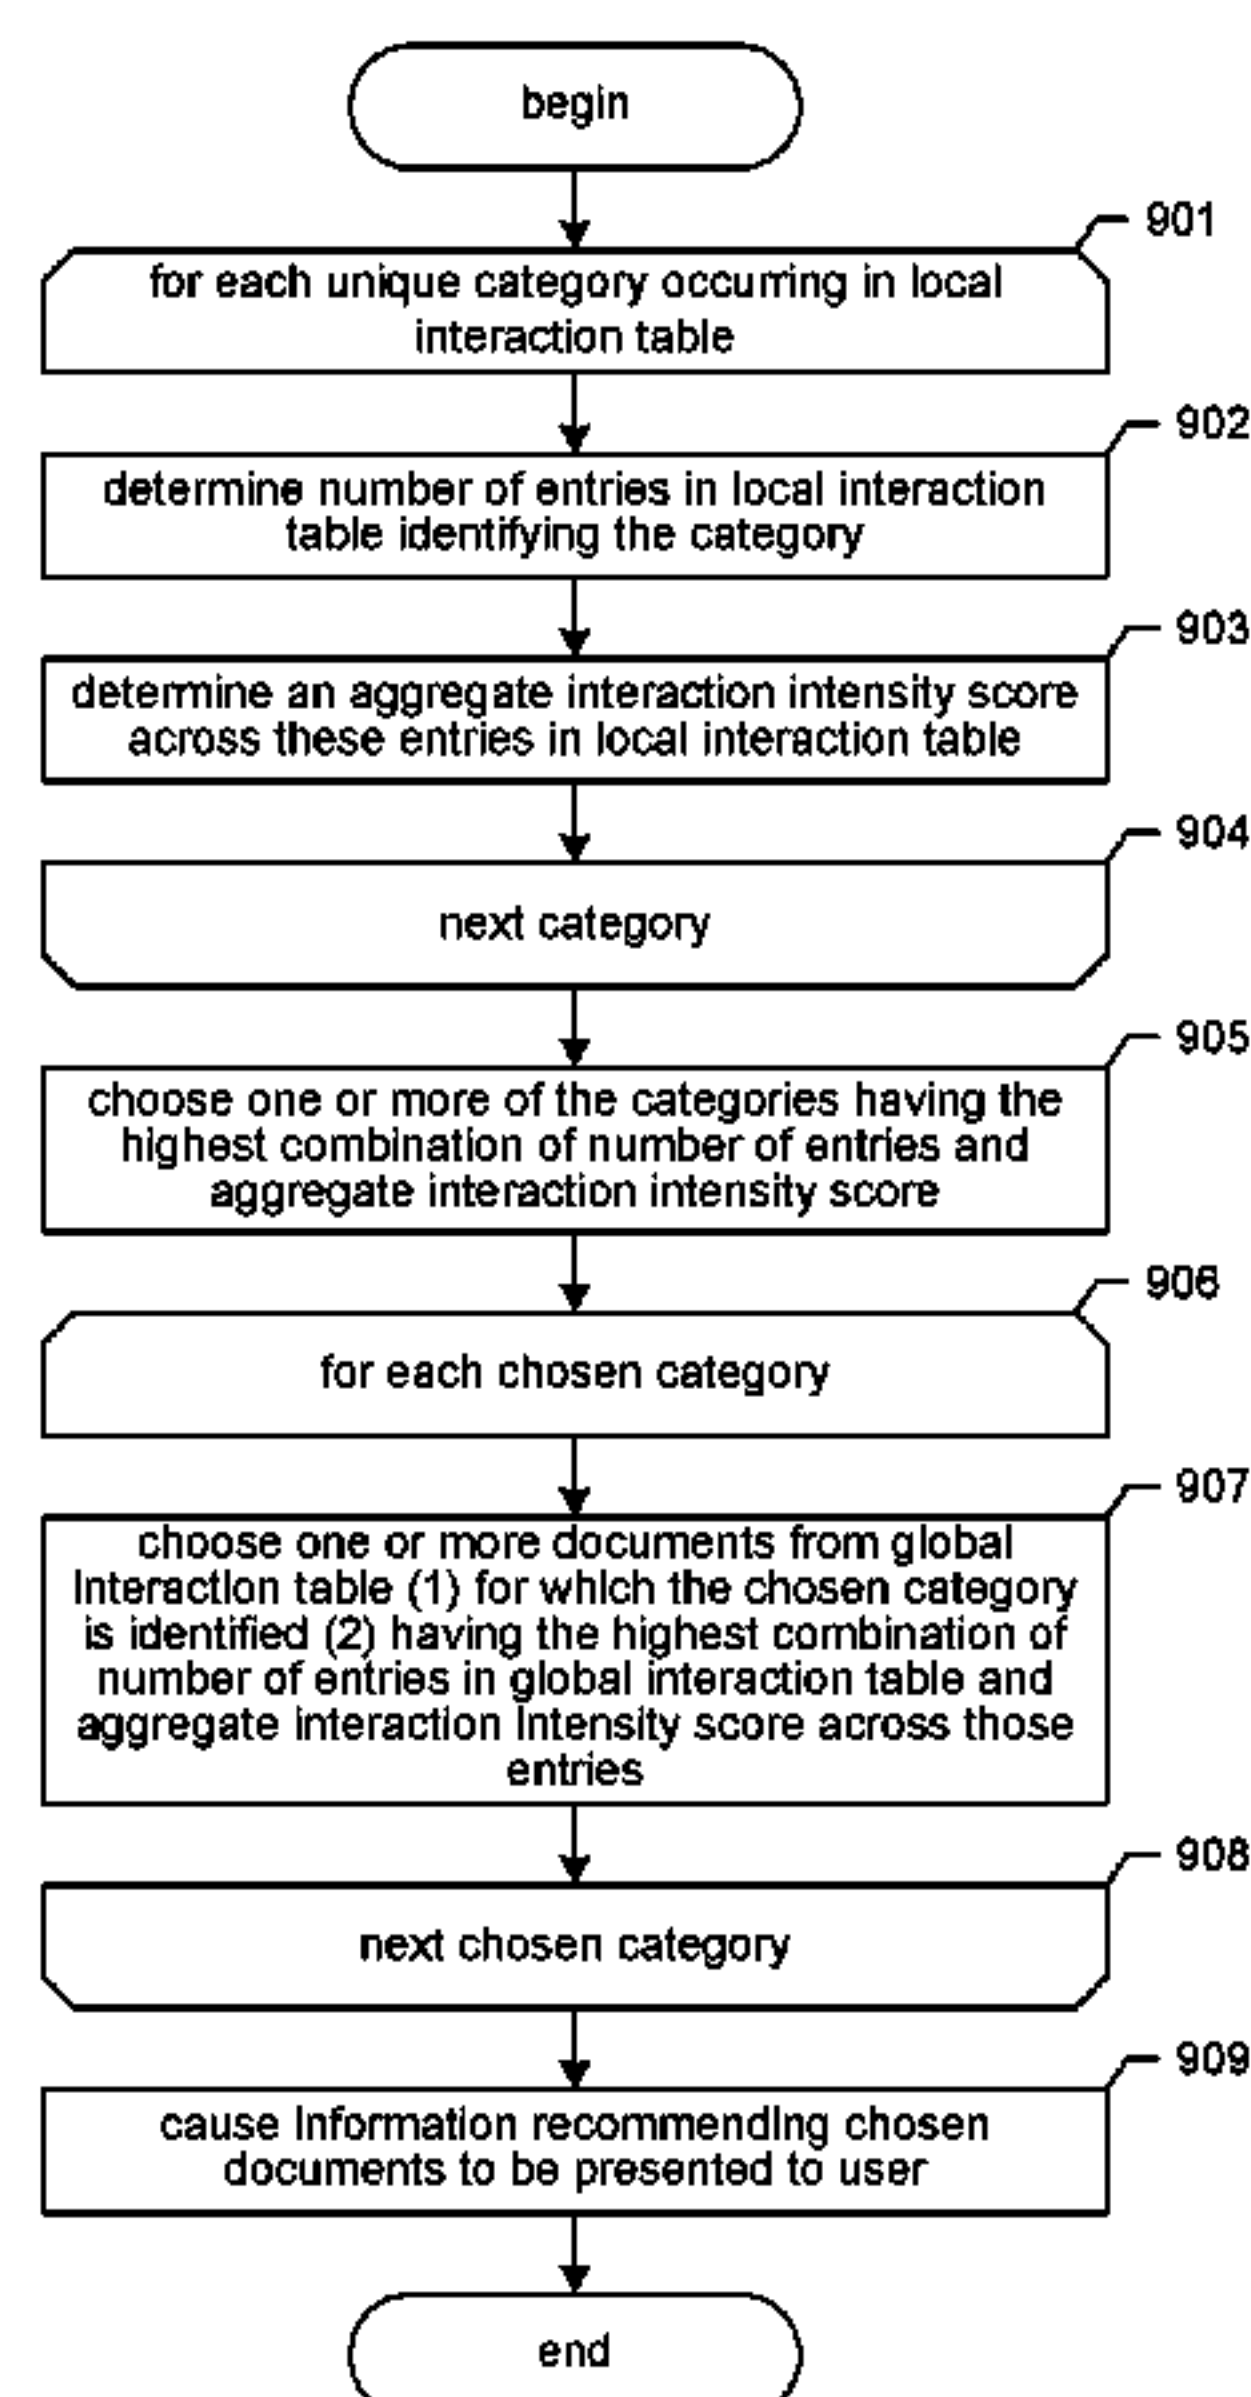 begin
901
for each unique category occurring in local
interaction table
902
determine number of entries in local interaction
table identifying the category
903
determine an aggregate interaction intensity score
across these entries in local interaction table
904
next category
905
choose one or more of the categories having the
highest combination of number of entries and
aggregate interaction intensity score
906
for each chosen category
907
choose one or more documents from global
interaction table (1) for which the chosen category
is identified (2) having the highest combination of
number of entries in global interaction table and
aggregate interaction intensity score across those
entries
908
next chosen category
909
cause information recommending chosen
documents to be presented to user
end